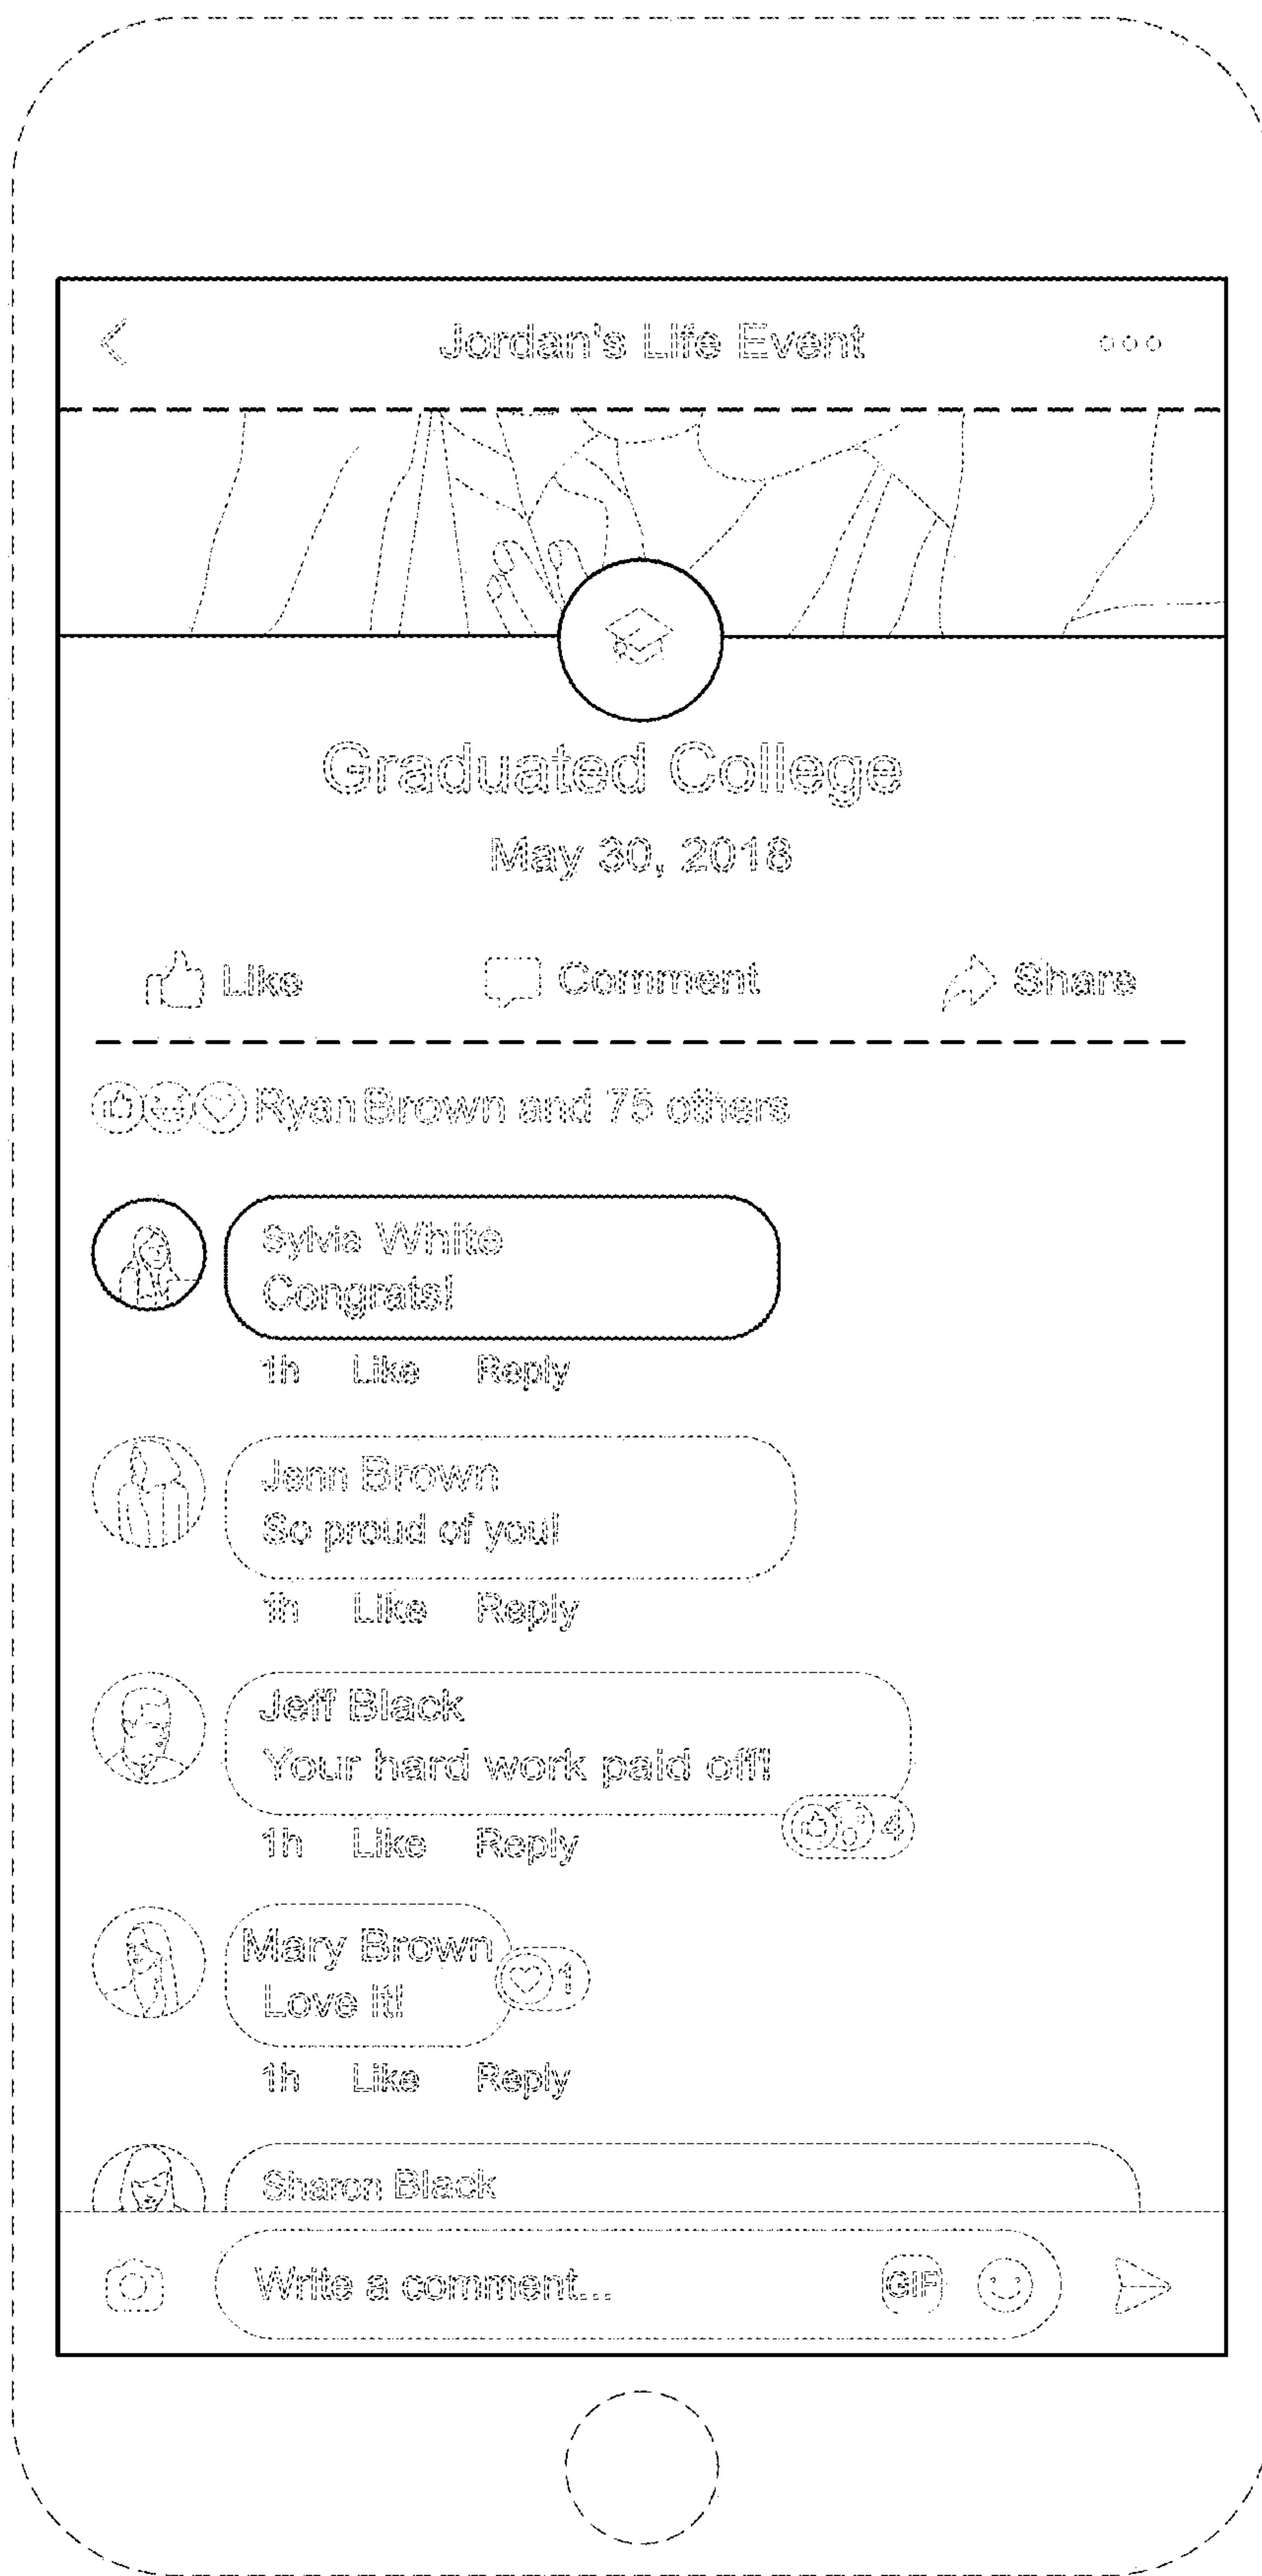 Jordan's Life Event
Graduated College
May 30, 2018
Like Comment Share
Ryan Brown and 75 others
Sylvia White
Congrats!
1h Like Reply
Jenn Brown
So proud of you!
1h Like Reply
Jeff Black
Your hard work paid off!
4
1h Like Reply
Mary Brown
1
Love it!
1h Like Reply
Sharon Black
Write a comment... GIF